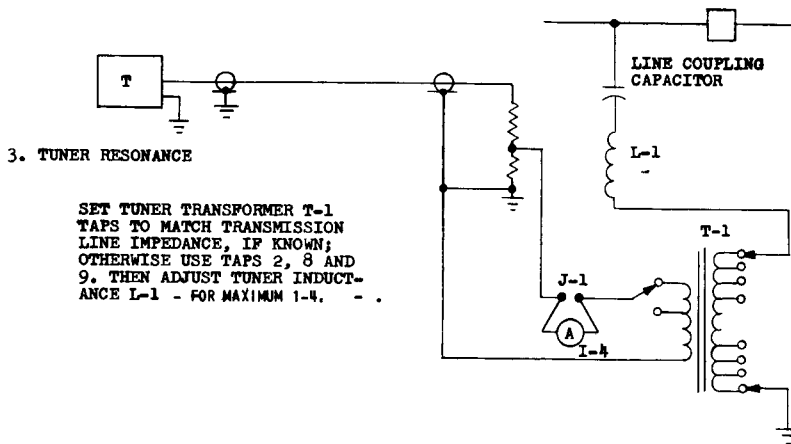 LINE COUPLING
CAPACITOR
T
3. TUNER RESONANCE
L-1
SET TUNER TRANSFORMER T-1
TAPS TO MATCH TRANSMISSION
LINE IMPEDANCE, IF KNOWN;
OTHERWISE USE TAPS 2, 8 AND
9. THEN ADJUST TUNER INDUCT-
ANCE L-1 - FOR MAXIMUM 1-4. - .
T-1
J-1
A
I-4